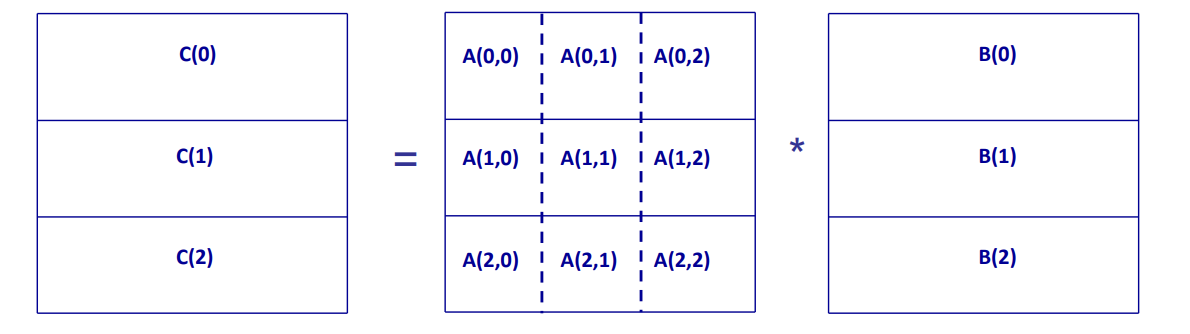 C(0) A(0,0) A(0,1) A(0,2) B(0)
C(1) = A(1,0) A(1,1) A(1,2) * B(1)
C(2) A(2,0) A(2,1) A(2,2) B(2)